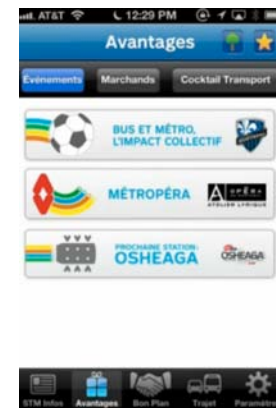 AT&T 12:29 PM
Avantages
Événements Marchands Cocktail Transport
BUS ET MÉTRO,
L'IMPACT COLLECTIF
MÉTROPÉRA
OPÉRA
ATELIER LYRIQUE
PROCHAINE STATION:
OSHEAGA
OSHEAGA
STM Infos Avantages Bon Plan Trajet Paramètre